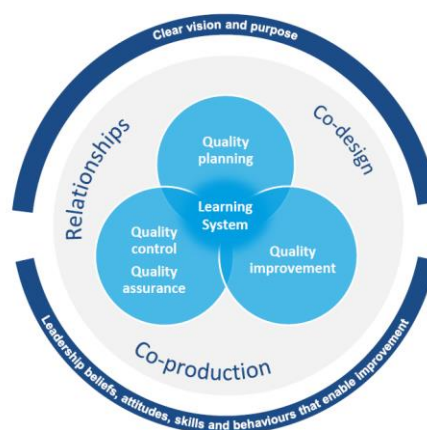 Clear vision and purpose
Relationships
Co-design
Quality
planning
Learning
System
Quality
control
Quality
assurance
Quality
improvement
Co-production
Leadership beliefs, attitudes, skills and behaviours that enable improvement